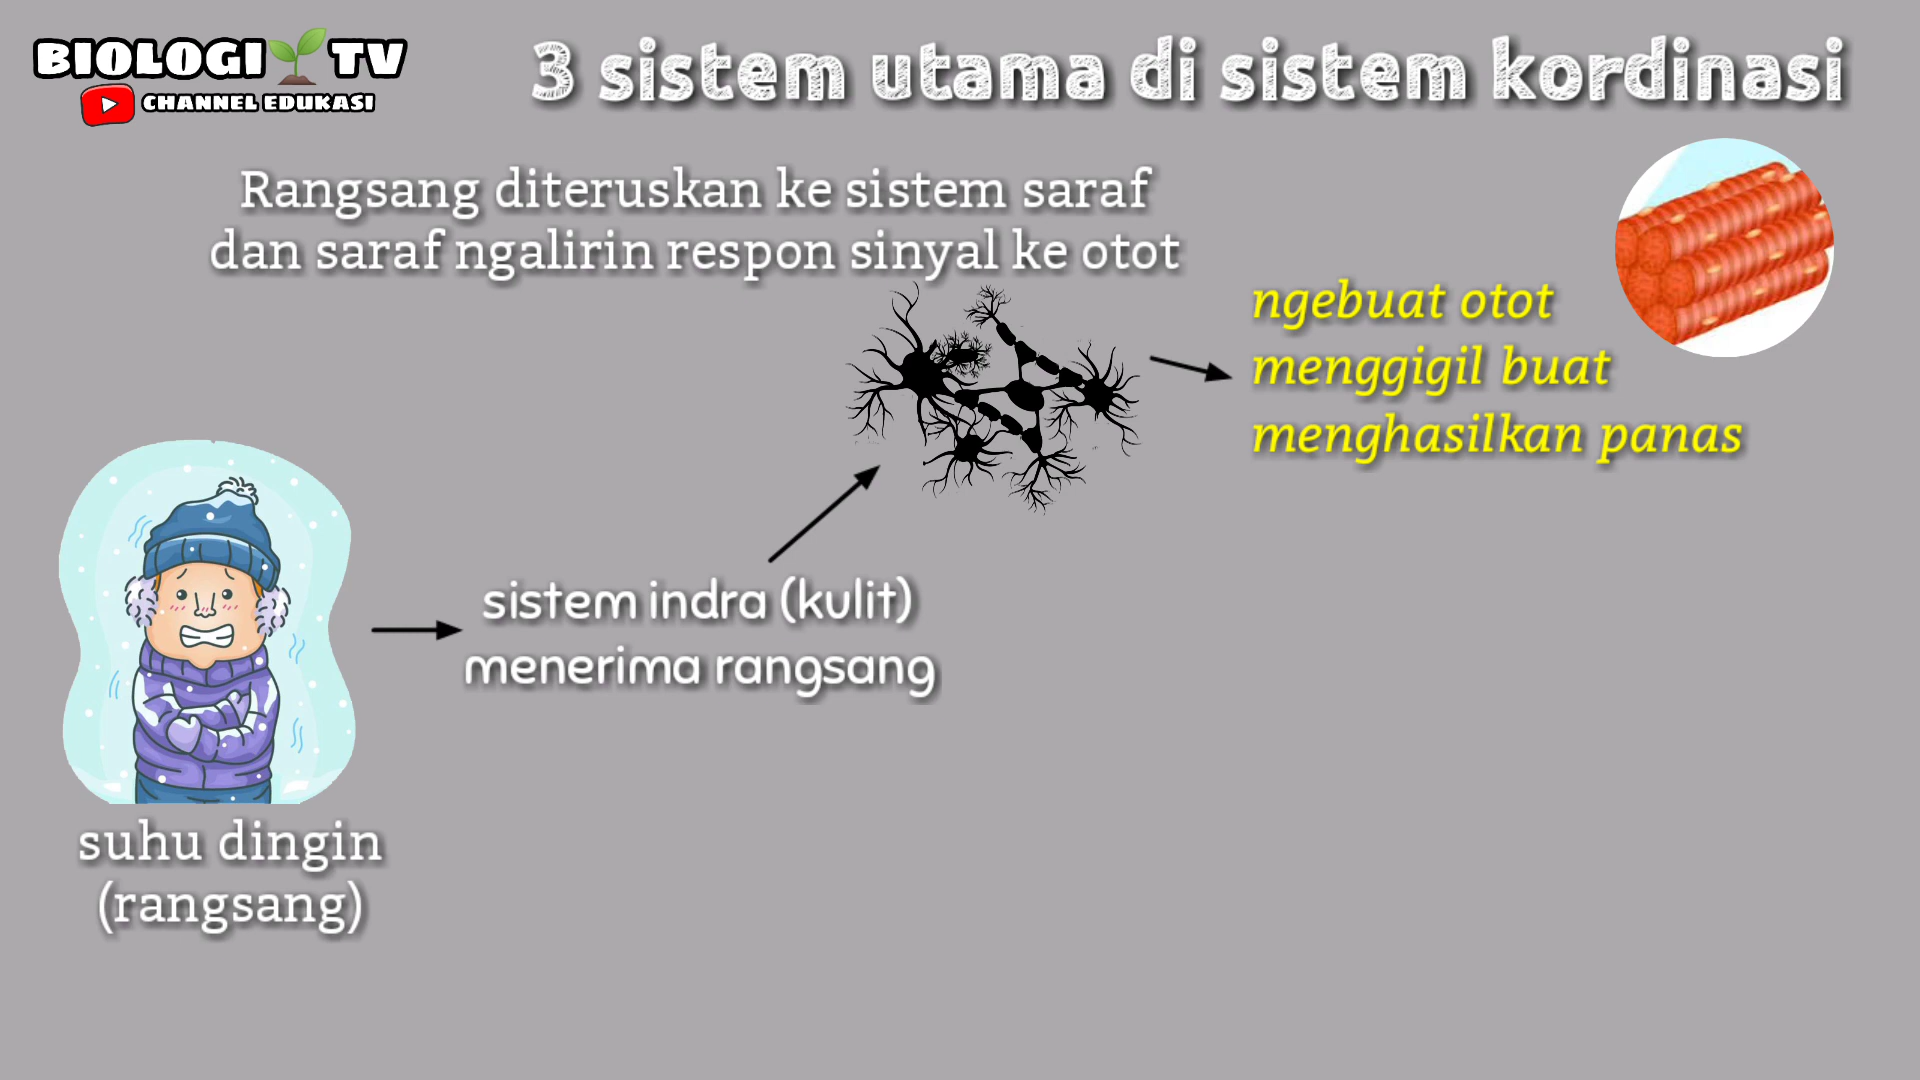 BIOLOGI TV
CHANNEL EDUKASI
3 sistem utama di sistem kordinasi
Rangsang diteruskan ke sistem saraf
dan saraf ngalirin respon sinyal ke otot
ngebuat otot
menggigil buat
menghasilkan panas
sistem indra (kulit)
menerima rangsang
suhu dingin
(rangsang)